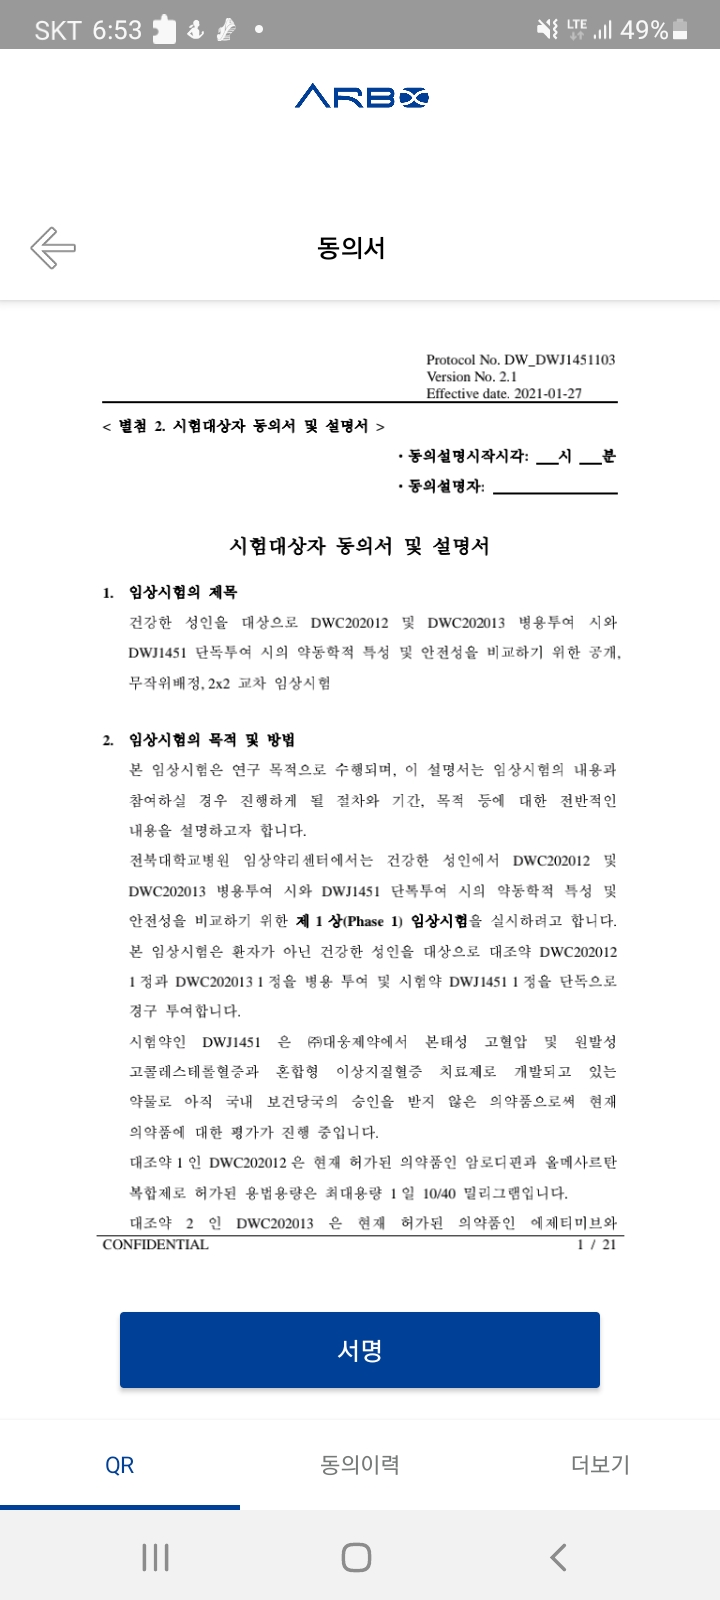 SKT 6:53
LTE 49%
ARBOX
동의서
Protocol No. DW_DWJ1451103
Version No. 2.1
Effective date. 2021-01-27
< 별첨 2. 시험대상자 동의서 및 설명서 >
• 동의설명시작시각: ___시 ___분
• 동의설명자: ________________
시험대상자 동의서 및 설명서
1. 임상시험의 제목
건강한 성인을 대상으로 DWC202012 및 DWC202013 병용투여 시와
DWJ1451 단독투여 시의 약동학적 특성 및 안전성을 비교하기 위한 공개,
무작위배정, 2x2 교차 임상시험
2. 임상시험의 목적 및 방법
본 임상시험은 연구 목적으로 수행되며, 이 설명서는 임상시험의 내용과
참여하실 경우 진행하게 될 절차와 기간, 목적 등에 대한 전반적인
내용을 설명하고자 합니다.
전북대학교병원 임상약리센터에서는 건강한 성인에서 DWC202012 및
DWC202013 병용투여 시와 DWJ1451 단독투여 시의 약동학적 특성 및
안전성을 비교하기 위한 제 1 상(Phase 1) 임상시험을 실시하려고 합니다.
본 임상시험은 환자가 아닌 건강한 성인을 대상으로 대조약 DWC202012
1 정과 DWC202013 1 정을 병용 투여 및 시험약 DWJ1451 1 정을 단독으로
경구 투여합니다.
시험약인 DWJ1451 은 ㈜대웅제약에서 본태성 고혈압 및 원발성
고콜레스테롤혈증과 혼합형 이상지질혈증 치료제로 개발되고 있는
약물로 아직 국내 보건당국의 승인을 받지 않은 의약품으로써 현재
의약품에 대한 평가가 진행 중입니다.
대조약 1 인 DWC202012 은 현재 허가된 의약품인 암로디핀과 올메사르탄
복합제로 허가된 용법용량은 최대용량 1 일 10/40 밀리그램입니다.
대조약 2 인 DWC202013 은 현재 허가된 의약품인 에제티미브와
CONFIDENTIAL 1 / 21
서명
QR 동의이력 더보기